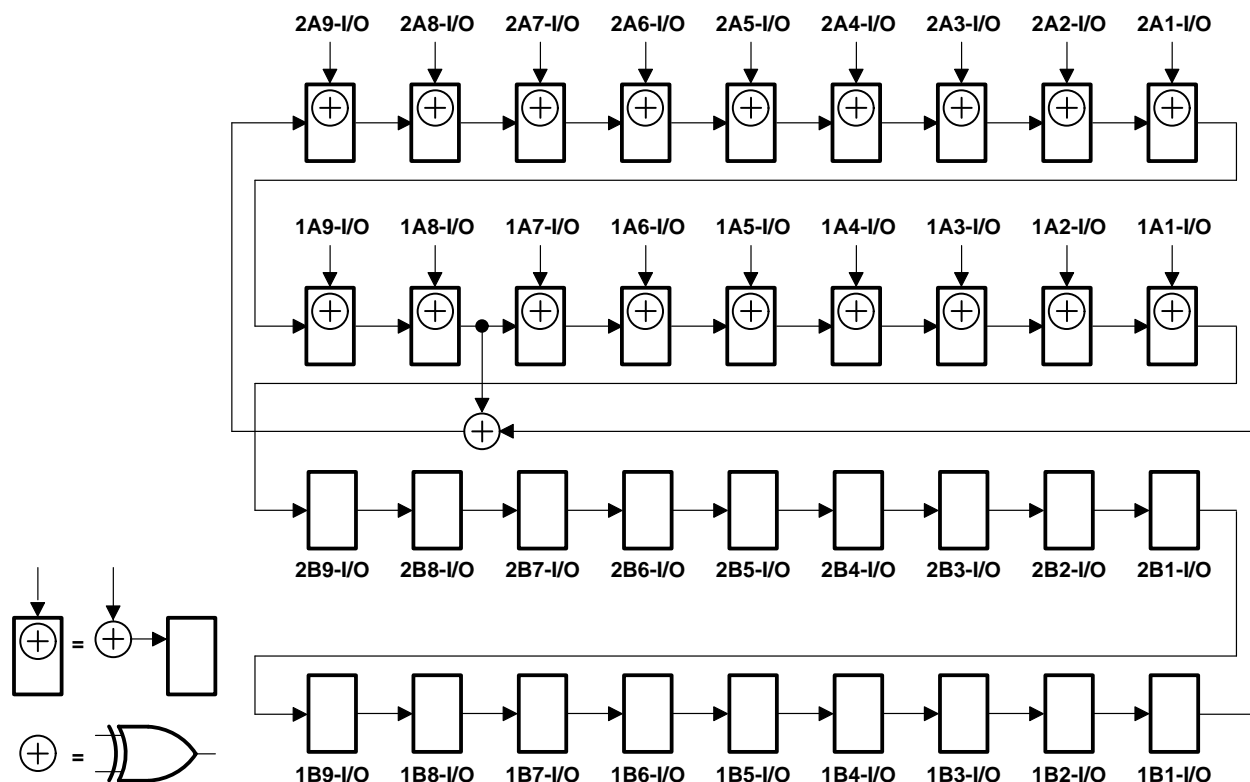 2A9-I/O 2A8-I/O 2A7-I/O 2A6-I/O 2A5-I/O 2A4-I/O 2A3-I/O 2A2-I/O 2A1-I/O
1A9-I/O 1A8-I/O 1A7-I/O 1A6-I/O 1A5-I/O 1A4-I/O 1A3-I/O 1A2-I/O 1A1-I/O
2B9-I/O 2B8-I/O 2B7-I/O 2B6-I/O 2B5-I/O 2B4-I/O 2B3-I/O 2B2-I/O 2B1-I/O
=
=
1B9-I/O 1B8-I/O 1B7-I/O 1B6-I/O 1B5-I/O 1B4-I/O 1B3-I/O 1B2-I/O 1B1-I/O